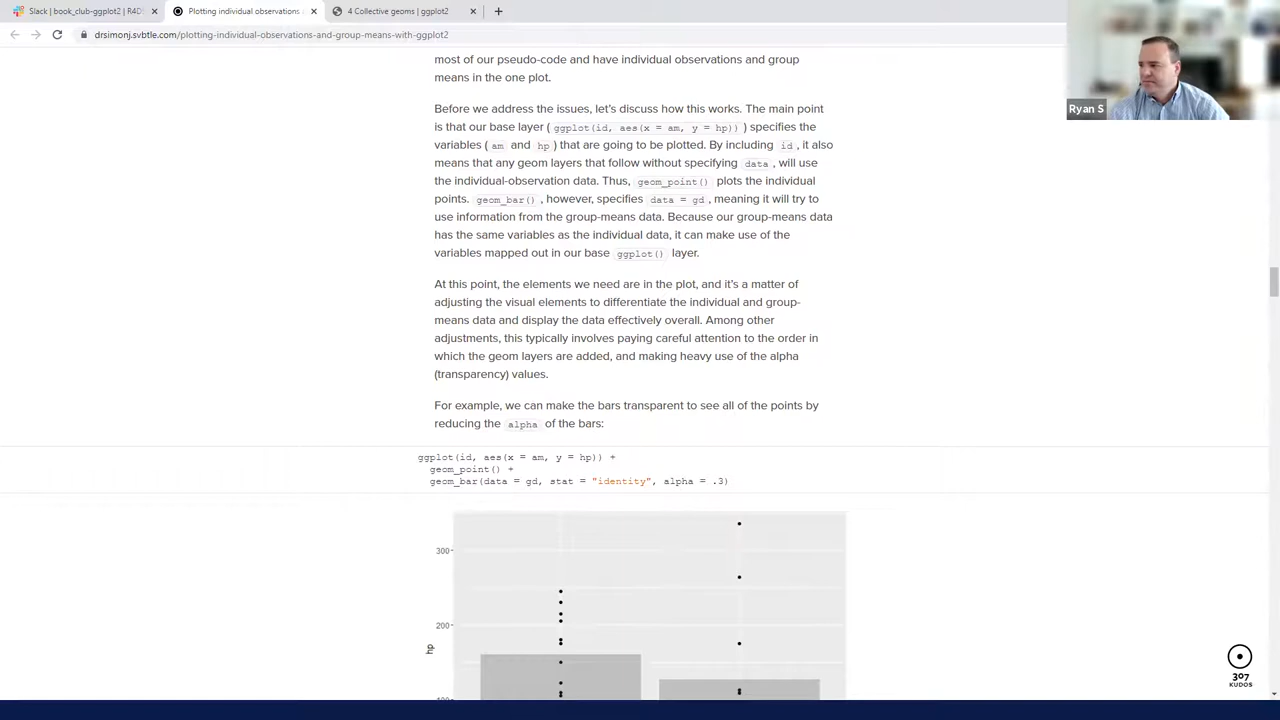 Slack | book_club-ggplot2 | R4D
Plotting individual observations
4 Collective geoms | ggplot2
drsimonj.svbtle.com/plotting-individual-observations-and-group-means-with-ggplot2
Ryan S
most of our pseudo-code and have individual observations and group
means in the one plot.
Before we address the issues, let's discuss how this works. The main point
is that our base layer ( ggplot(id, aes(x = am, y = hp)) ) specifies the
variables ( am and hp ) that are going to be plotted. By including id , it also
means that any geom layers that follow without specifying data , will use
the individual-observation data. Thus, geom_point() plots the individual
points. geom_bar() , however, specifies data = gd , meaning it will try to
use information from the group-means data. Because our group-means data
has the same variables as the individual data, it can make use of the
variables mapped out in our base ggplot() layer.
At this point, the elements we need are in the plot, and it's a matter of
adjusting the visual elements to differentiate the individual and group-
means data and display the data effectively overall. Among other
adjustments, this typically involves paying careful attention to the order in
which the geom layers are added, and making heavy use of the alpha
(transparency) values.
For example, we can make the bars transparent to see all of the points by
reducing the alpha of the bars:
ggplot(id, aes(x = am, y = hp)) +
geom_point() +
geom_bar(data = gd, stat = "identity", alpha = .3)
300
200
hp
307
KUDOS